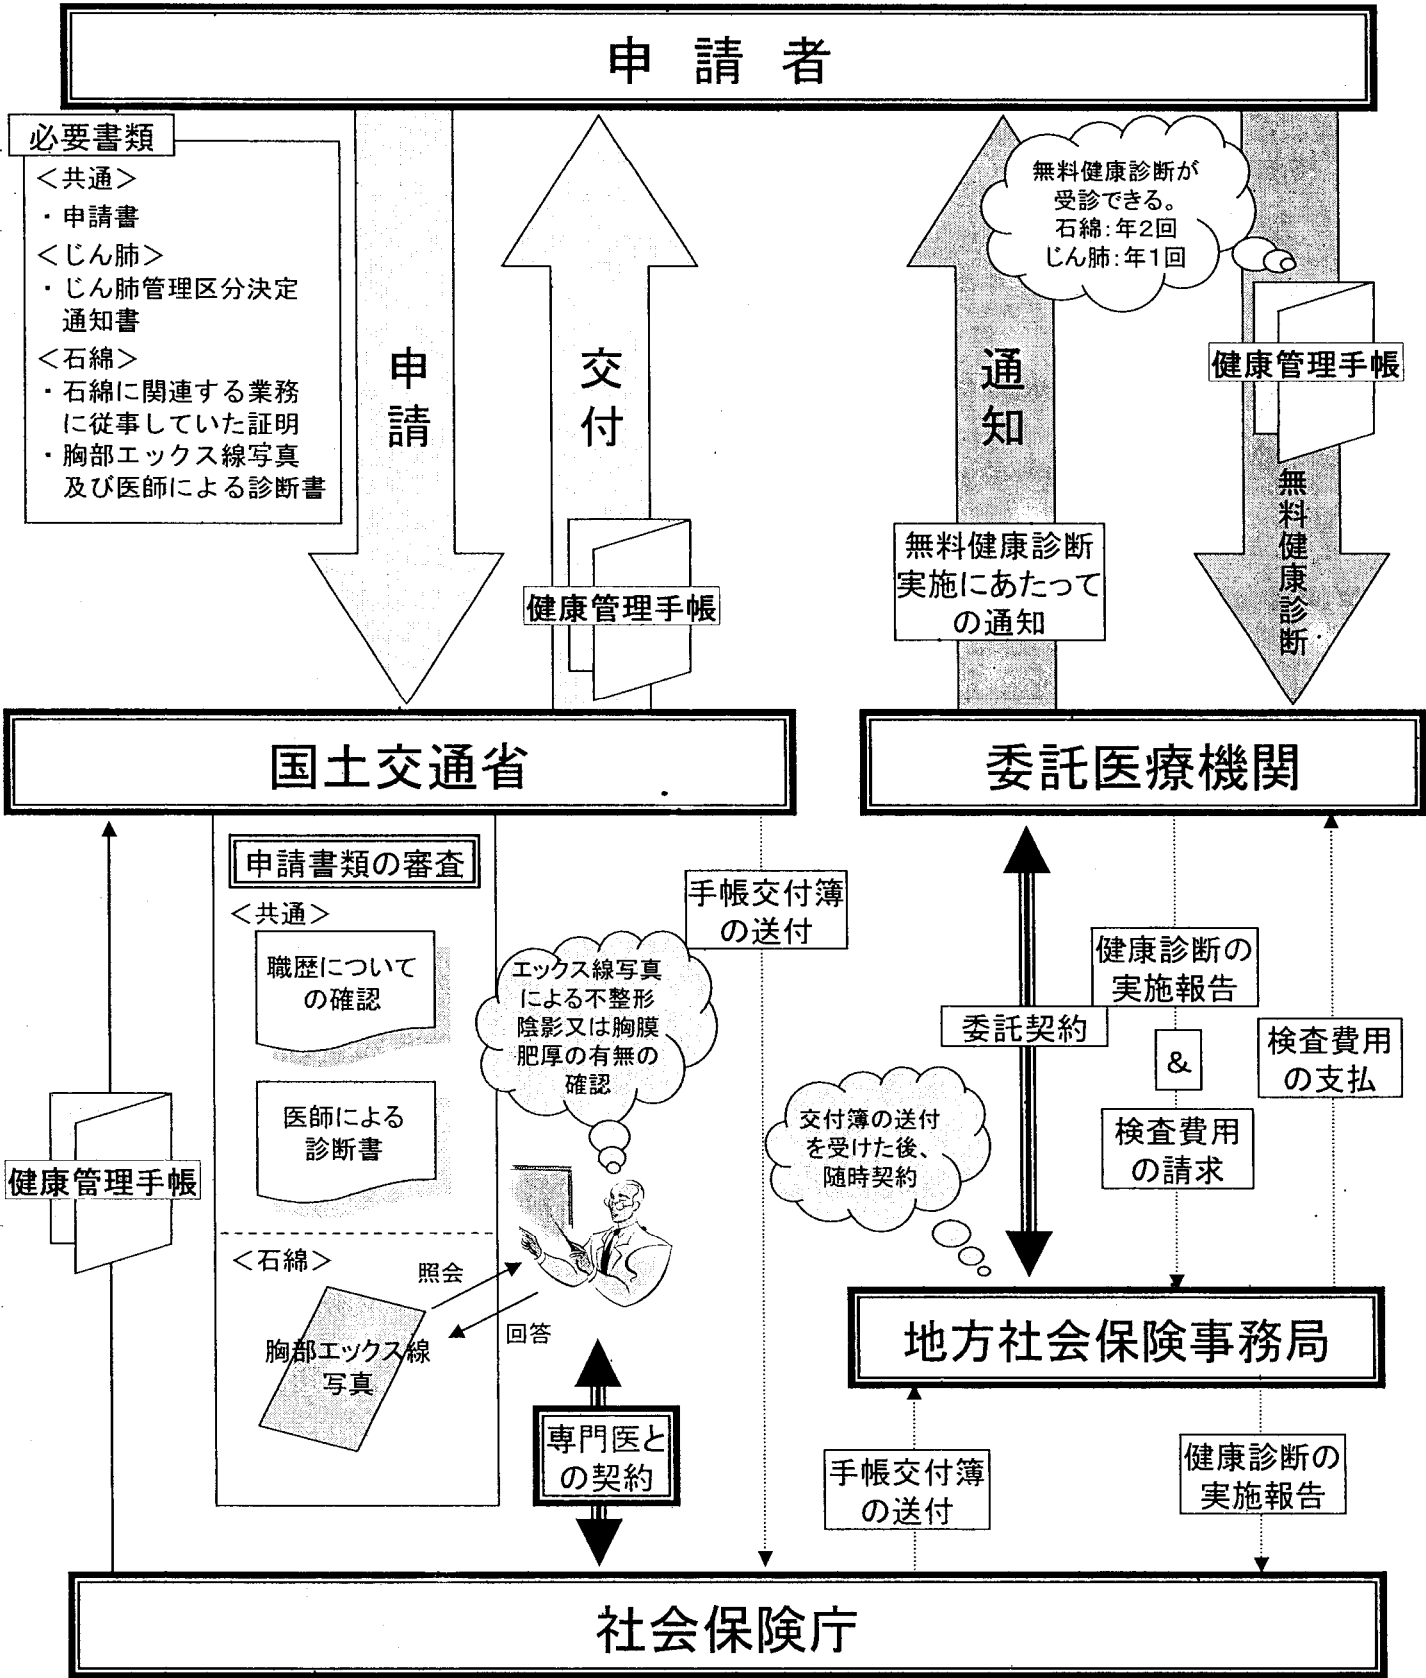 申請者
必要書類
<共通>
・申請書
<じん肺>
・じん肺管理区分決定
通知書
<石綿>
・石綿に関連する業務
に従事していた証明
・胸部エックス線写真
及び医師による診断書
申請
交付
健康管理手帳
通知
無料健康診断
実施にあたって
の通知
無料健康診断が
受診できる。
石綿:年2回
じん肺:年1回
健康管理手帳
無料健康診断
国土交通省
委託医療機関
健康管理手帳
申請書類の審査
<共通>
職歴について
の確認
医師による
診断書
<石綿>
胸部エックス線
写真
照会
回答
エックス線写真
による不整形
陰影又は胸膜
肥厚の有無の
確認
専門医と
の契約
手帳交付簿
の送付
委託契約
交付簿の送付
を受けた後、
随時契約
健康診断の
実施報告
&
検査費用
の請求
検査費用
の支払
地方社会保険事務局
手帳交付簿
の送付
健康診断の
実施報告
社会保険庁